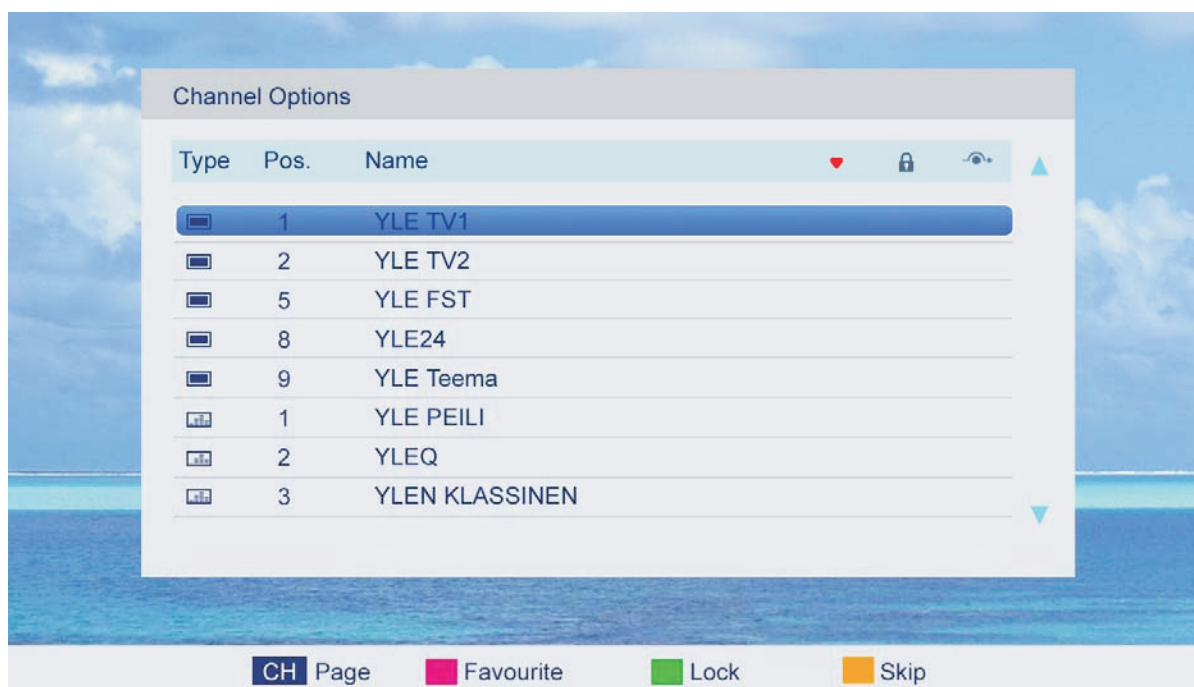 Channel Options
Type Pos. Name
1 YLE TV1
2 YLE TV2
5 YLE FST
8 YLE24
9 YLE Teema
1 YLE PEILI
2 YLEQ
3 YLEN KLASSINEN
CH Page Favourite Lock Skip